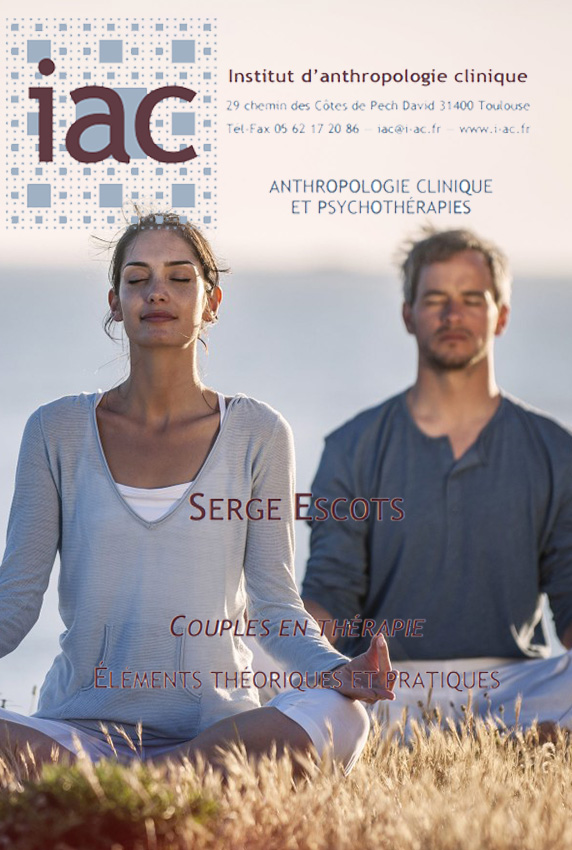 iac
Institut d'anthropologie clinique
29 chemin des Côtes de Pech David 31400 Toulouse
Tél-Fax 05 62 17 20 86 – iac@i-ac.fr – www.i-ac.fr
ANTHROPOLOGIE CLINIQUE
ET PSYCHOTHÉRAPIES
SERGE ESCOTS
COUPLES EN THÉRAPIE
ÉLÉMENTS THÉORIQUES ET PRATIQUES